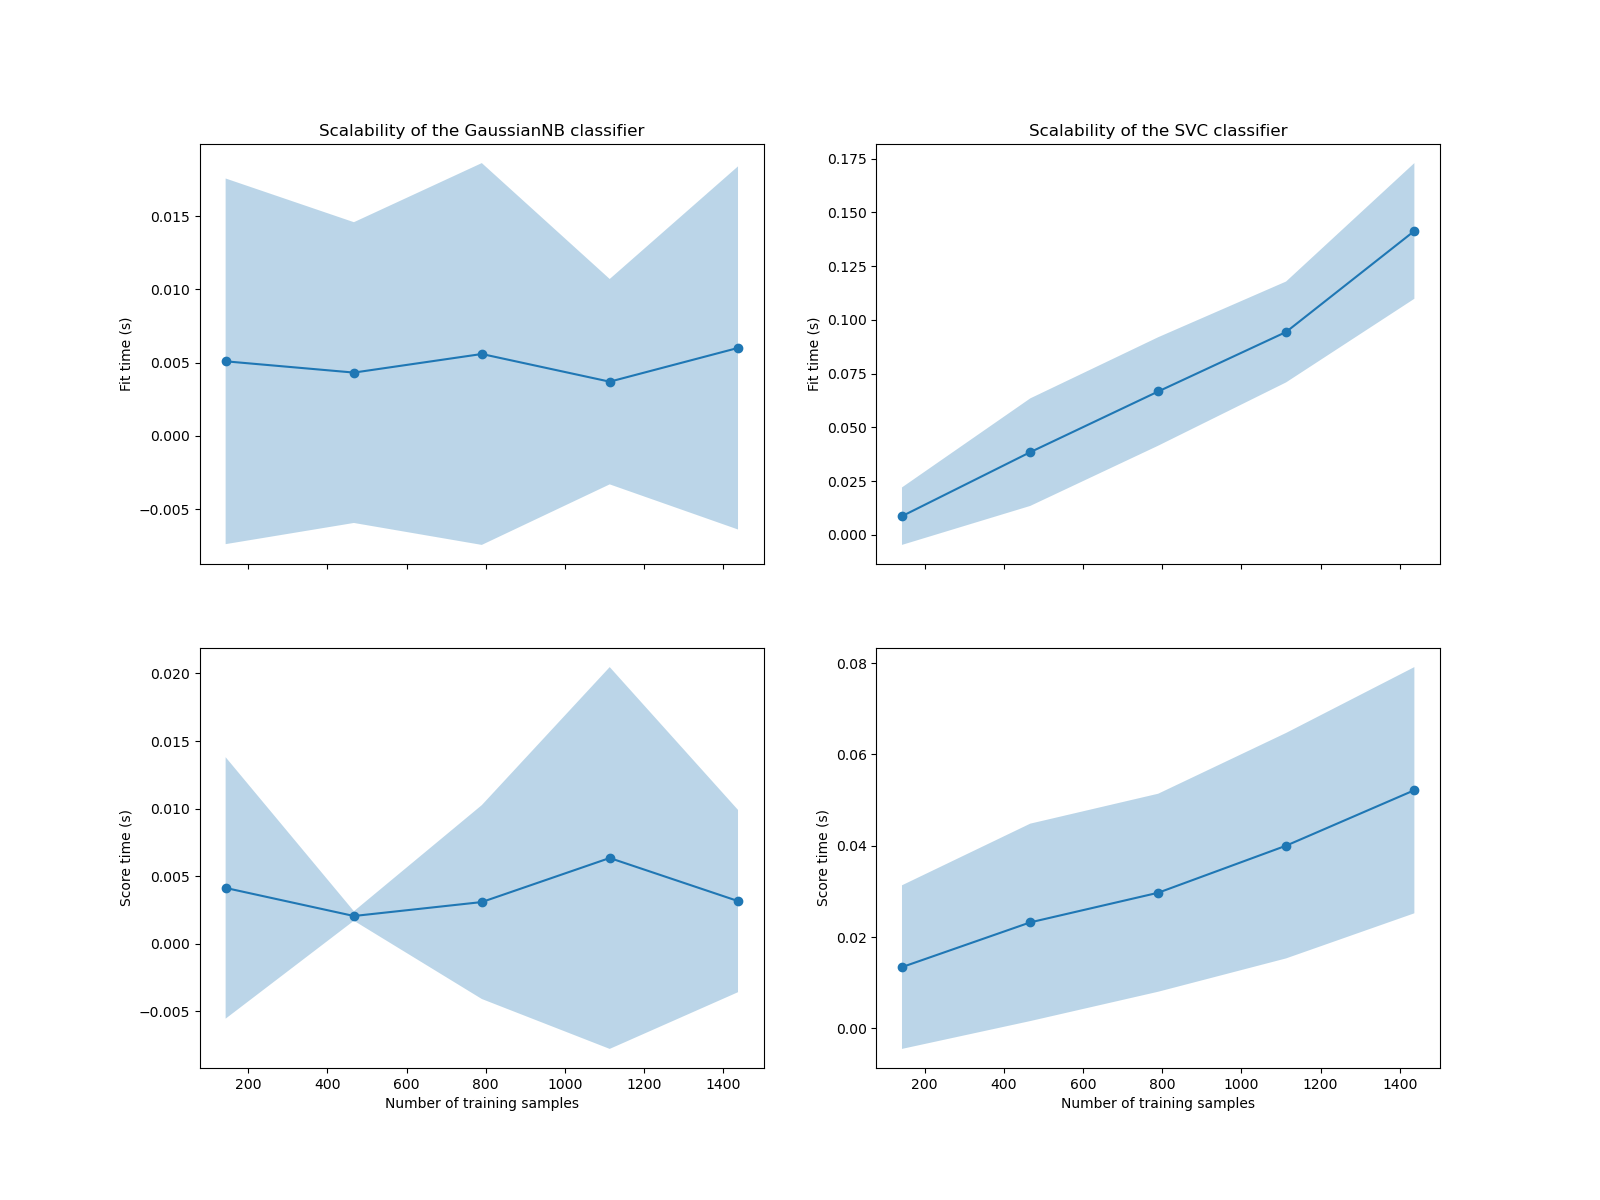 Scalability of the GaussianNB classifier
0.015
0.010
0.005
0.000
−0.005
Fit time (s)
Scalability of the SVC classifier
0.175
0.150
0.125
0.100
0.075
0.050
0.025
0.000
Fit time (s)
0.020
0.015
0.010
0.005
0.000
−0.005
Score time (s)
200 400 600 800 1000 1200 1400
Number of training samples
0.08
0.06
0.04
0.02
0.00
Score time (s)
200 400 600 800 1000 1200 1400
Number of training samples